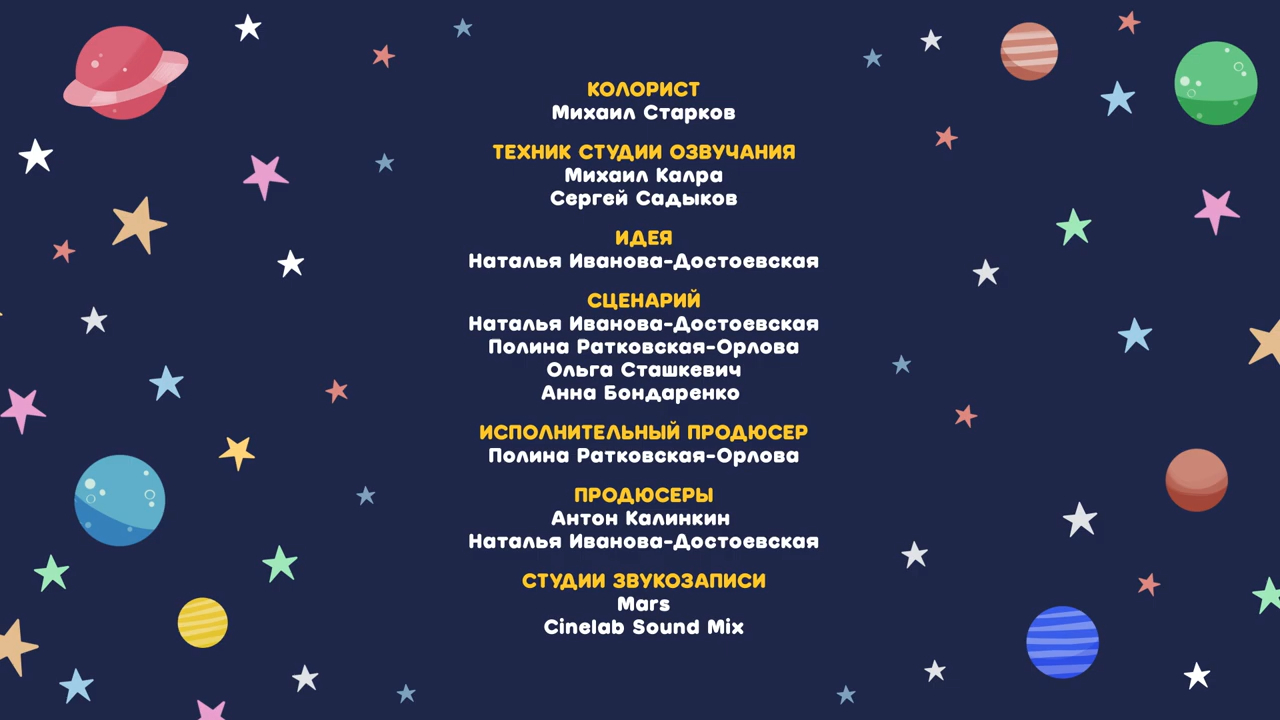 КОЛОРИСТ
Михаил Старков
ТЕХНИК СТУДИИ ОЗВУЧАНИЯ
Михаил Калра
Сергей Садыков
ИДЕЯ
Наталья Иванова-Достоевская
СЦЕНАРИЙ
Наталья Иванова-Достоевская
Полина Ратковская-Орлова
Ольга Сташкевич
Анна Бондаренко
ИСПОЛНИТЕЛЬНЫЙ ПРОДЮСЕР
Полина Ратковская-Орлова
ПРОДЮСЕРЫ
Антон Калинкин
Наталья Иванова-Достоевская
СТУДИИ ЗВУКОЗАПИСИ
Mars
Cinelab Sound Mix